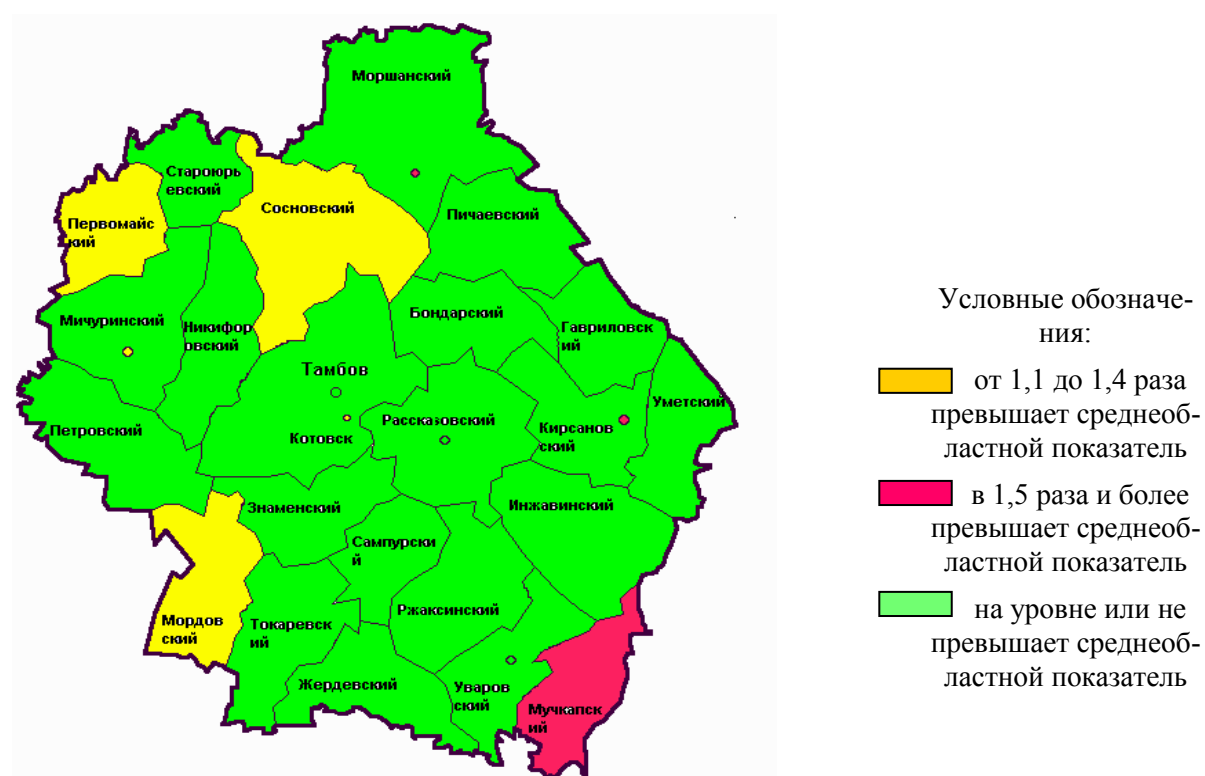 Моршанский
Староюрь
евский
Сосновский
Первомайс
кий
Пичаевский
Мичуринский
Никифор
ровский
Бондарский
Гавриловск
ий
Тамбов
Уметский
Петровский
Котовск
Рассказовский
Кирсанов
ский
Знаменский
Инжавинский
Сампурски
й
Мордов
ский
Токаревск
ий
Ржаксинский
Жердевский
Уваров
ский
Мучкапск
ий
Условные обозначе-
ния:
от 1,1 до 1,4 раза
превышает среднеоб-
ластной показатель
в 1,5 раза и более
превышает среднеоб-
ластной показатель
на уровне или не
превышает среднеоб-
ластной показатель